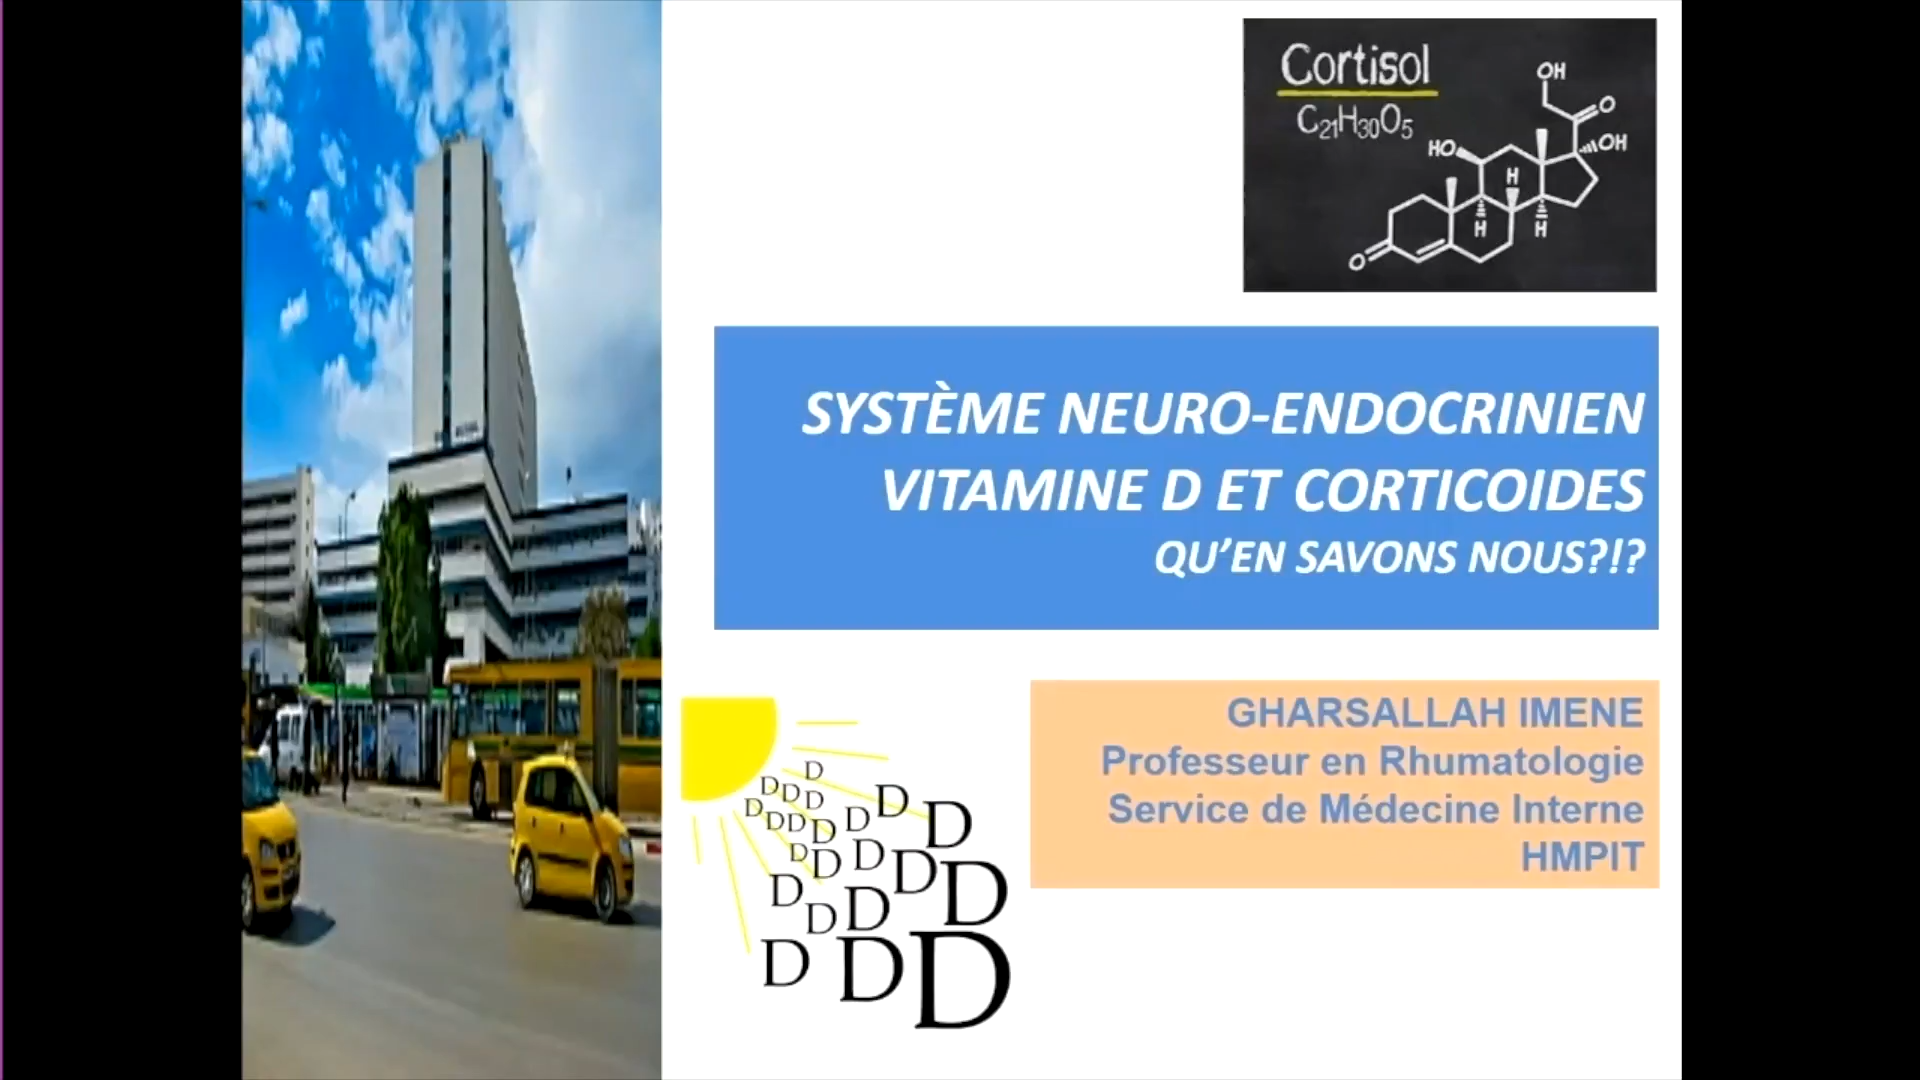 Cortisol
C21H30O5
OH
O
HO
OH
H
H
H
O
SYSTÈME NEURO-ENDOCRINIEN
VITAMINE D ET CORTICOIDES
QU'EN SAVONS NOUS?!?
GHARSALLAH IMENE
Professeur en Rhumatologie
Service de Médecine Interne
HMPIT
D
D D D D D
D D D D D D
D D D D D
D D D D
D D D